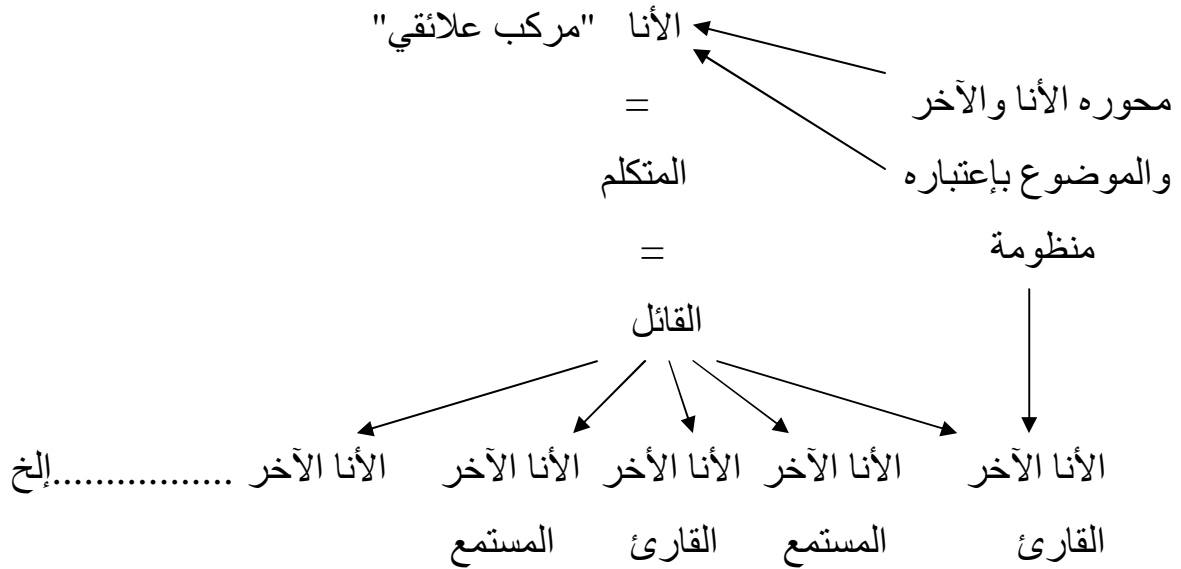 الأنا "مركب علائقي"
محوره الأنا والآخر
=
والموضوع بإعتباره
المتكلم
منظومة
=
القائل
الأنا الآخر الأنا الآخر الأنا الأخر الأنا الآخر الأنا الآخر .................إلخ
القارئ المستمع القارئ المستمع